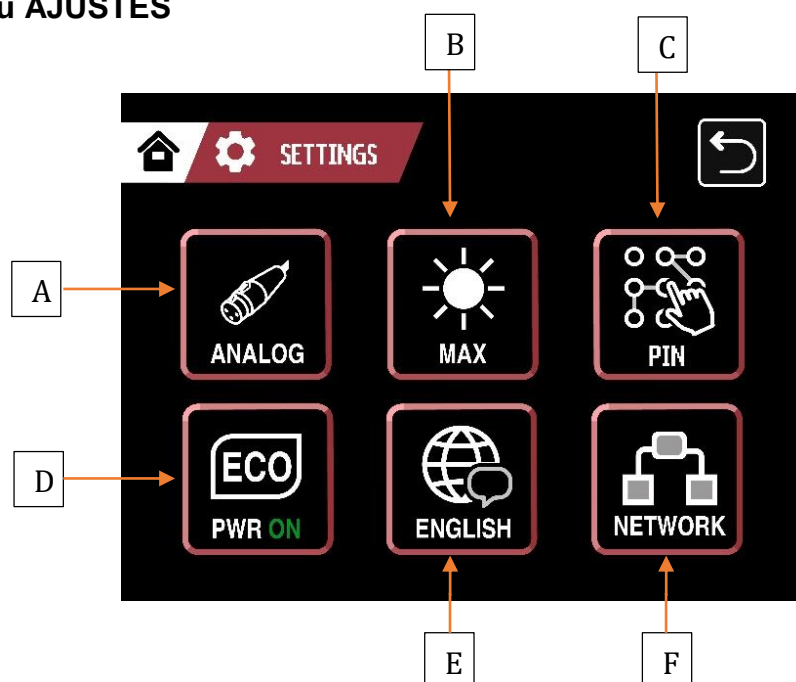 u AJUSTES
B
C
SETTINGS
A
ANALOG
MAX
PIN
D
ECO
PWR ON
ENGLISH
NETWORK
E
F